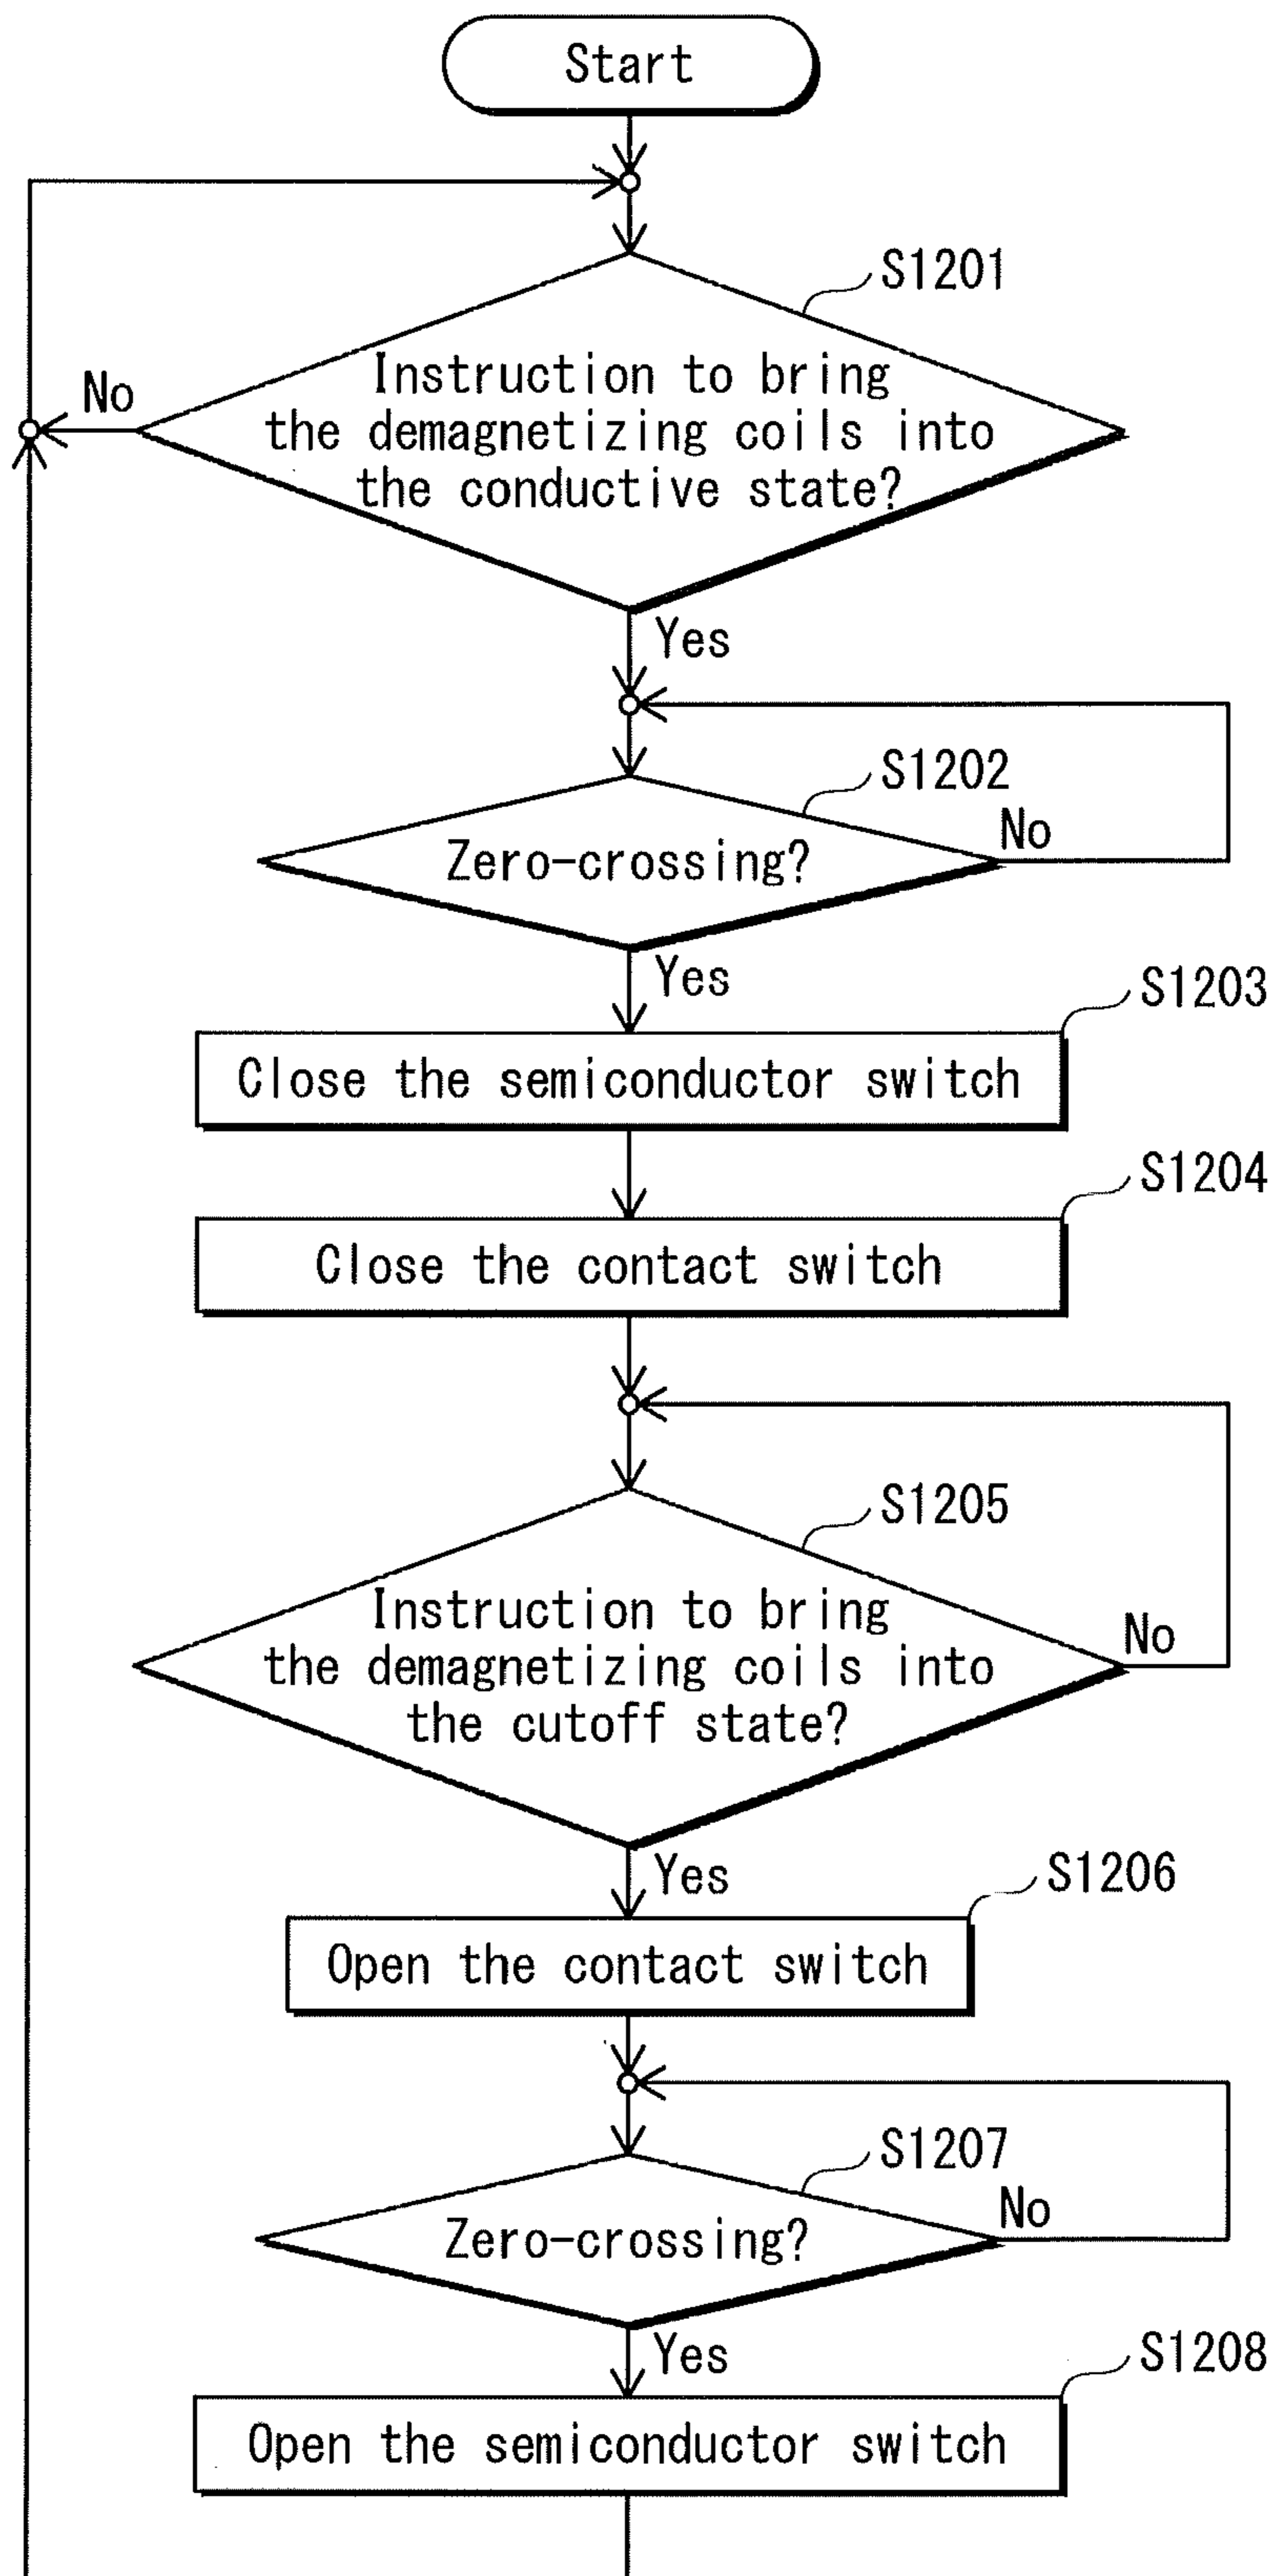 Start
S1201
Instruction to bring
the demagnetizing coils into
the conductive state?
No
Yes
S1202
Zero-crossing?
No
Yes
S1203
Close the semiconductor switch
S1204
Close the contact switch
S1205
Instruction to bring
the demagnetizing coils into
the cutoff state?
No
Yes
S1206
Open the contact switch
S1207
Zero-crossing?
No
Yes
S1208
Open the semiconductor switch